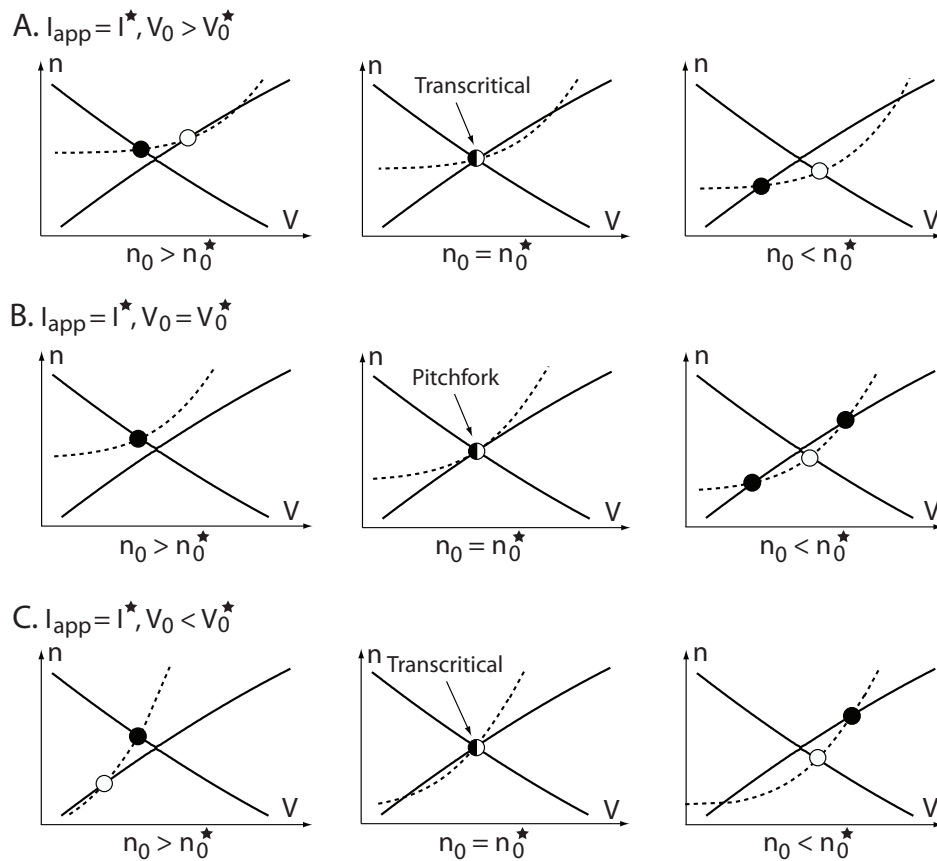 A. I_app = I★, V_0 > V_0★
n
V
n_0 > n_0★
n
Transcritical
V
n_0 = n_0★
n
V
n_0 < n_0★
B. I_app = I★, V_0 = V_0★
n
V
n_0 > n_0★
n
Pitchfork
V
n_0 = n_0★
n
V
n_0 < n_0★
C. I_app = I★, V_0 < V_0★
n
V
n_0 > n_0★
n
Transcritical
V
n_0 = n_0★
n
V
n_0 < n_0★